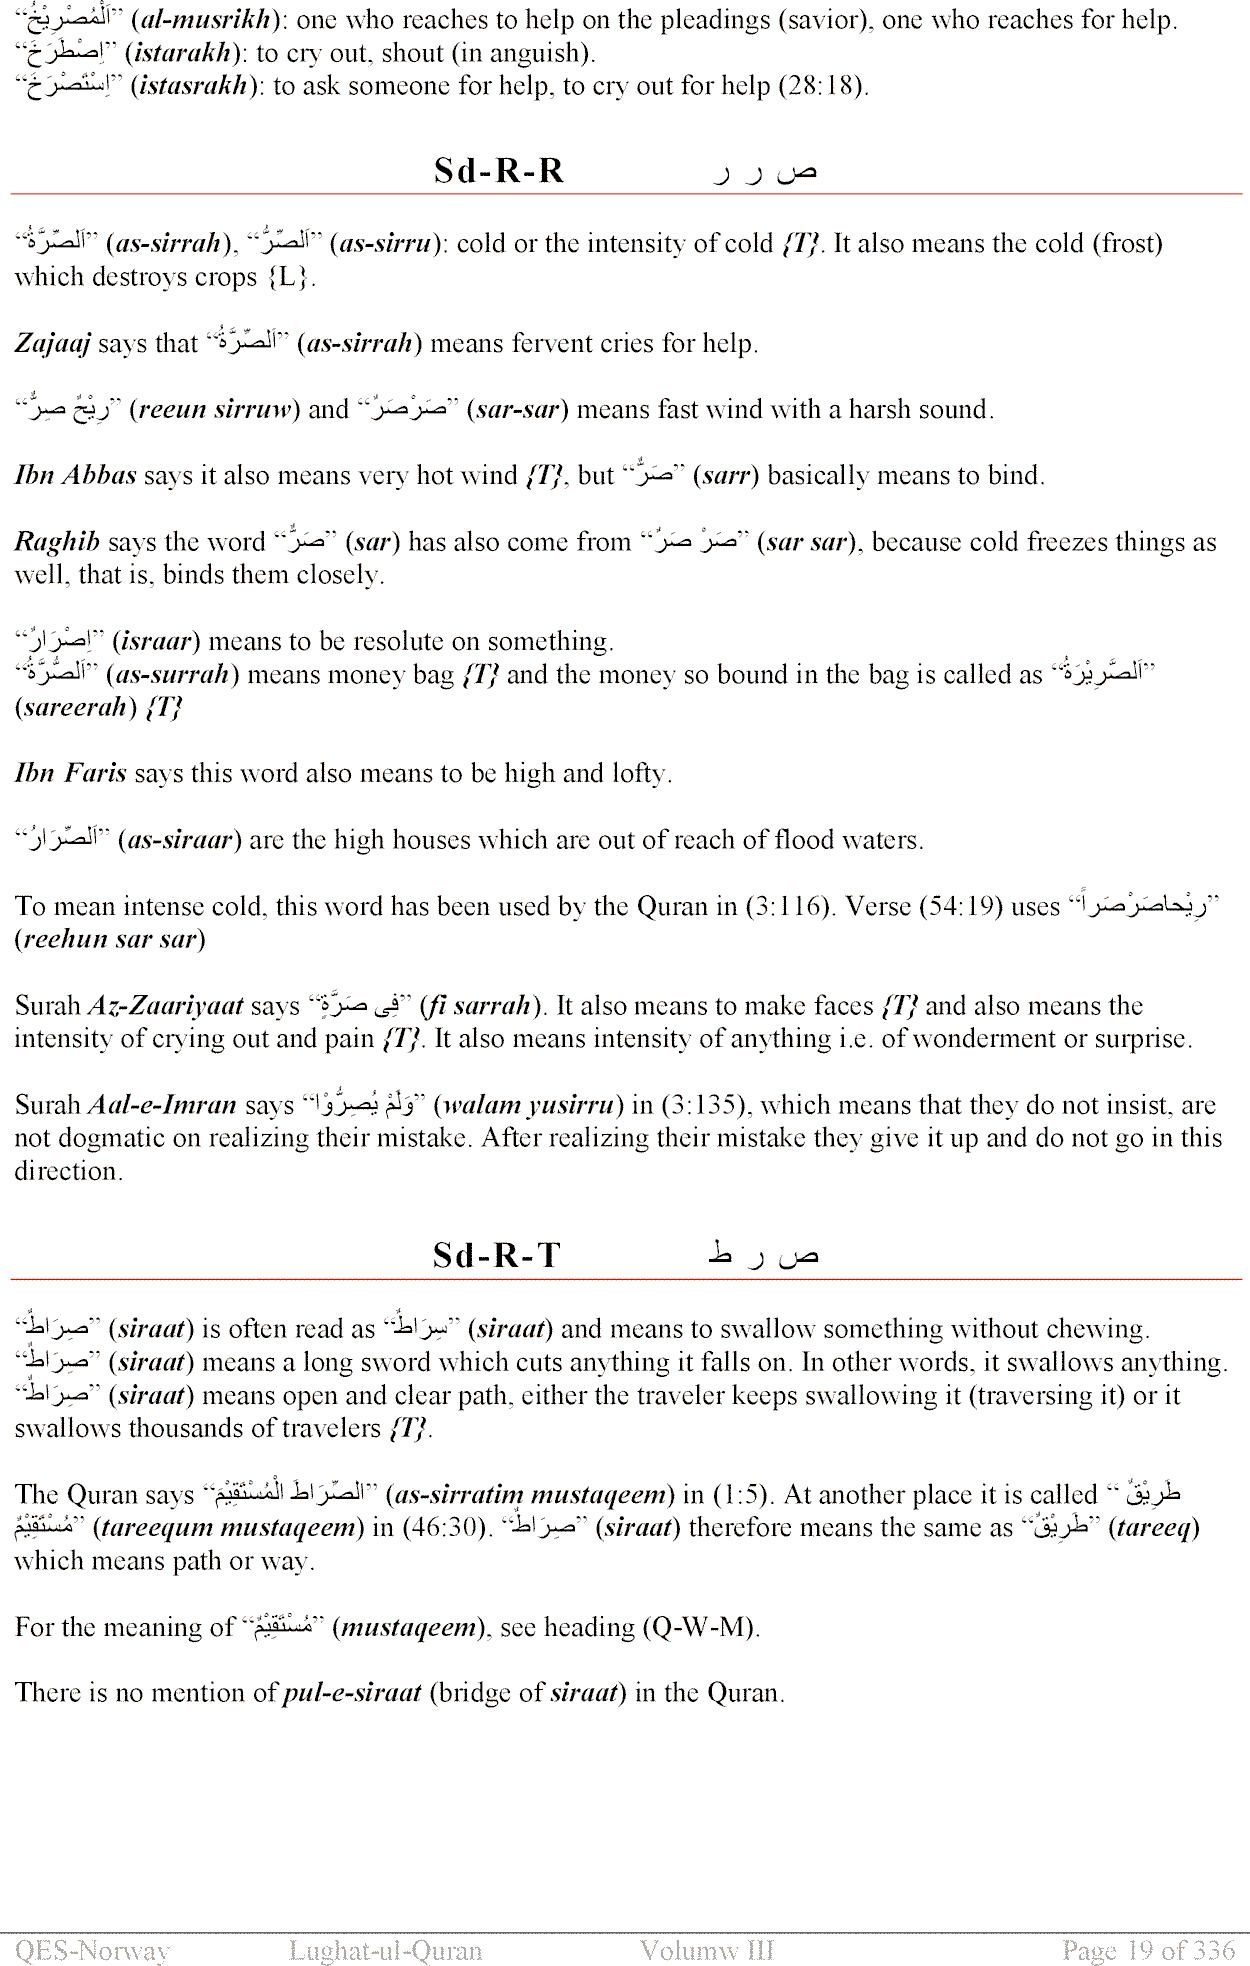 “اَلْمُصْرِيْخُ” (al-musrikh): one who reaches to help on the pleadings (savior), one who reaches for help.
“اِصْطَرَخَ” (istarakh): to cry out, shout (in anguish).
“اِسْتَصْرَخَ” (istasrakh): to ask someone for help, to cry out for help (28:18).
Sd-R-R ص ر ر
“اَلصِّرَّةُ” (as-sirrah), “اَلصِّرُّ” (as-sirru): cold or the intensity of cold {T}. It also means the cold (frost)
which destroys crops {L}.
Zajaaj says that “اَلصِّرَّةُ” (as-sirrah) means fervent cries for help.
“رِيْحٌ صِرٌّ” (reeun sirruw) and “صَرْصَرٌ” (sar-sar) means fast wind with a harsh sound.
Ibn Abbas says it also means very hot wind {T}, but “صَرٌّ” (sarr) basically means to bind.
Raghib says the word “صَرٌّ” (sar) has also come from “صَرْ صَرٌ” (sar sar), because cold freezes things as
well, that is, binds them closely.
“اِصْرَارٌ” (israar) means to be resolute on something.
“اَلصُّرَّةُ” (as-surrah) means money bag {T} and the money so bound in the bag is called as “اَلصَّرِيْرَةُ”
(sareerah) {T}
Ibn Faris says this word also means to be high and lofty.
“اَلصِّرَارُ” (as-siraar) are the high houses which are out of reach of flood waters.
To mean intense cold, this word has been used by the Quran in (3:116). Verse (54:19) uses “رِيْحاصَرْصَراً”
(reehun sar sar)
Surah Az-Zaariyaat says “فِى صَرَّةٍ” (fi sarrah). It also means to make faces {T} and also means the
intensity of crying out and pain {T}. It also means intensity of anything i.e. of wonderment or surprise.
Surah Aal-e-Imran says “وَلَمْ يُصِرُّوْا” (walam yusirru) in (3:135), which means that they do not insist, are
not dogmatic on realizing their mistake. After realizing their mistake they give it up and do not go in this
direction.
Sd-R-T ص ر ط
“صِرَاطٌ” (siraat) is often read as “سِرَاطٌ” (siraat) and means to swallow something without chewing.
“صِرَاطٌ” (siraat) means a long sword which cuts anything it falls on. In other words, it swallows anything.
“صِرَاطٌ” (siraat) means open and clear path, either the traveler keeps swallowing it (traversing it) or it
swallows thousands of travelers {T}.
The Quran says “الصِّرَاطَ الْمُسْتَقِيْمَ” (as-sirratim mustaqeem) in (1:5). At another place it is called “ طَرِيْقٌ
مُسْتَقِيْمٌ” (tareequm mustaqeem) in (46:30). “صِرَاطٌ” (siraat) therefore means the same as “طَرِيْقٌ” (tareeq)
which means path or way.
For the meaning of “مُسْتَقِيْمٌ” (mustaqeem), see heading (Q-W-M).
There is no mention of pul-e-siraat (bridge of siraat) in the Quran.
QES-Norway Lughat-ul-Quran Volumw III Page 19 of 336